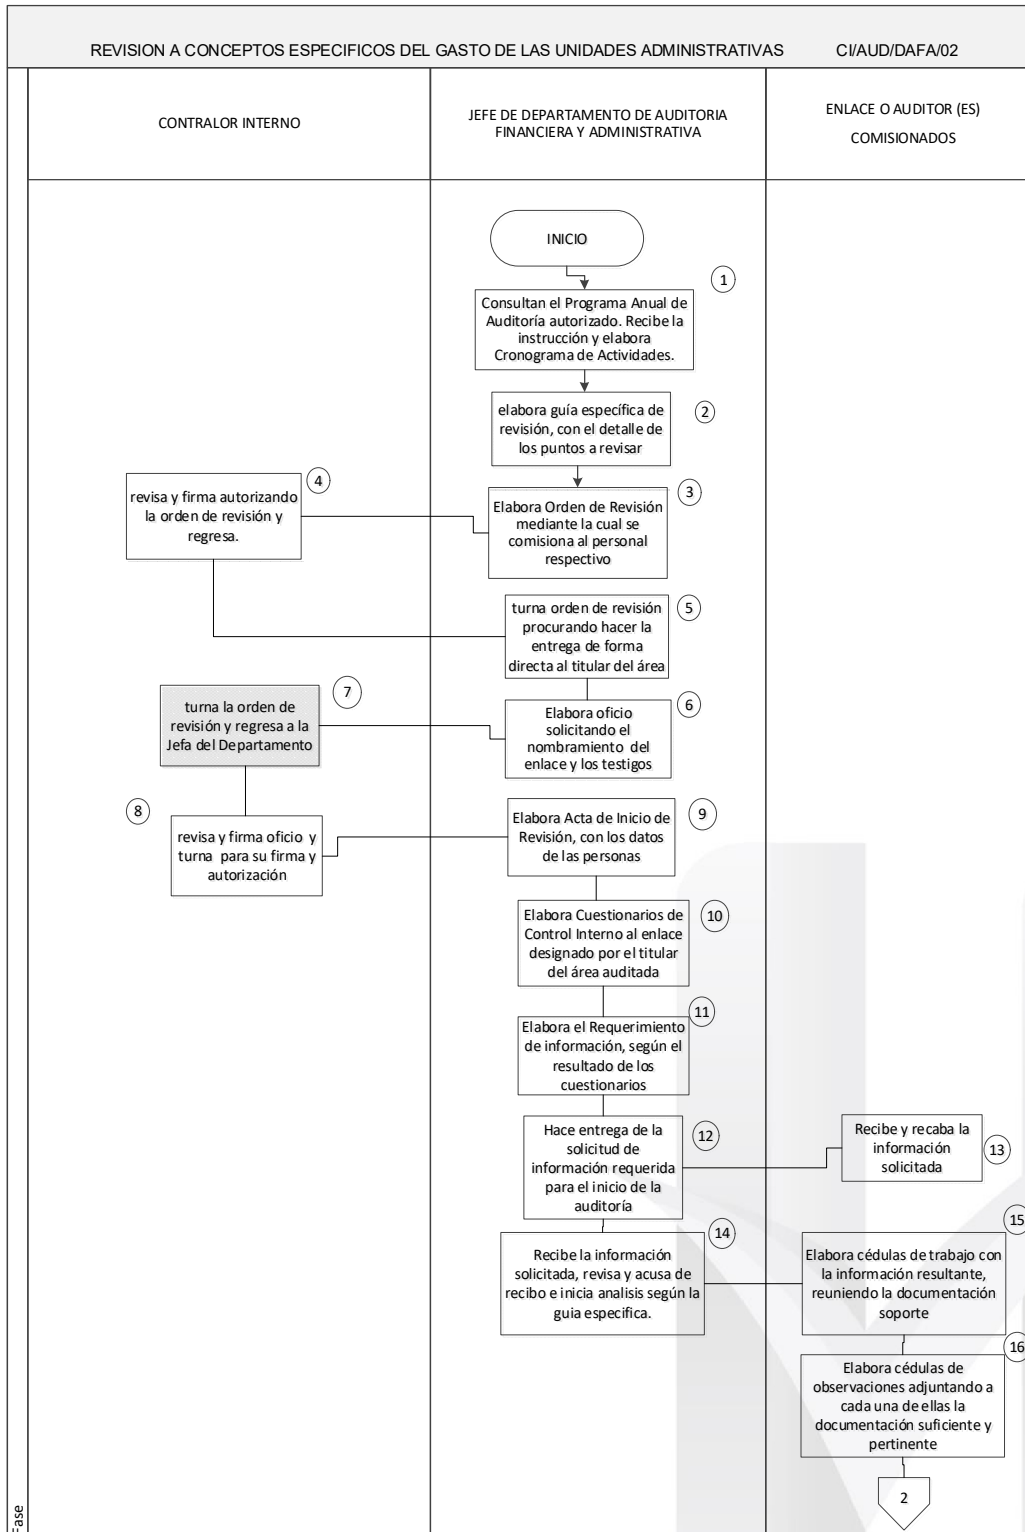 REVISION A CONCEPTOS ESPECIFICOS DEL GASTO DE LAS UNIDADES ADMINISTRATIVAS CI/AUD/DAFA/02
CONTRALOR INTERNO
JEFE DE DEPARTAMENTO DE AUDITORIA
FINANCIERA Y ADMINISTRATIVA
ENLACE O AUDITOR (ES)
COMISIONADOS
INICIO
1
Consultan el Programa Anual de
Auditoría autorizado. Recibe la
instrucción y elabora
Cronograma de Actividades.
2
elabora guía específica de
revisión, con el detalle de
los puntos a revisar
3
Elabora Orden de Revisión
mediante la cual se
comisiona al personal
respectivo
4
revisa y firma autorizando
la orden de revisión y
regresa.
5
turna orden de revisión
procurando hacer la
entrega de forma
directa al titular del área
6
Elabora oficio
solicitando el
nombramiento del
enlace y los testigos
7
turna la orden de
revisión y regresa a la
Jefa del Departamento
8
revisa y firma oficio y
turna para su firma y
autorización
9
Elabora Acta de Inicio de
Revisión, con los datos
de las personas
10
Elabora Cuestionarios de
Control Interno al enlace
designado por el titular
del área auditada
11
Elabora el Requerimiento
de información, según el
resultado de los
cuestionarios
12
Hace entrega de la
solicitud de
información requerida
para el inicio de la
auditoría
13
Recibe y recaba la
información
solicitada
14
Recibe la información
solicitada, revisa y acusa de
recibo e inicia analisis según la
guia especifica.
15
Elabora cédulas de trabajo con
la información resultante,
reuniendo la documentación
soporte
16
Elabora cédulas de
observaciones adjuntando a
cada una de ellas la
documentación suficiente y
pertinente
2
Fase